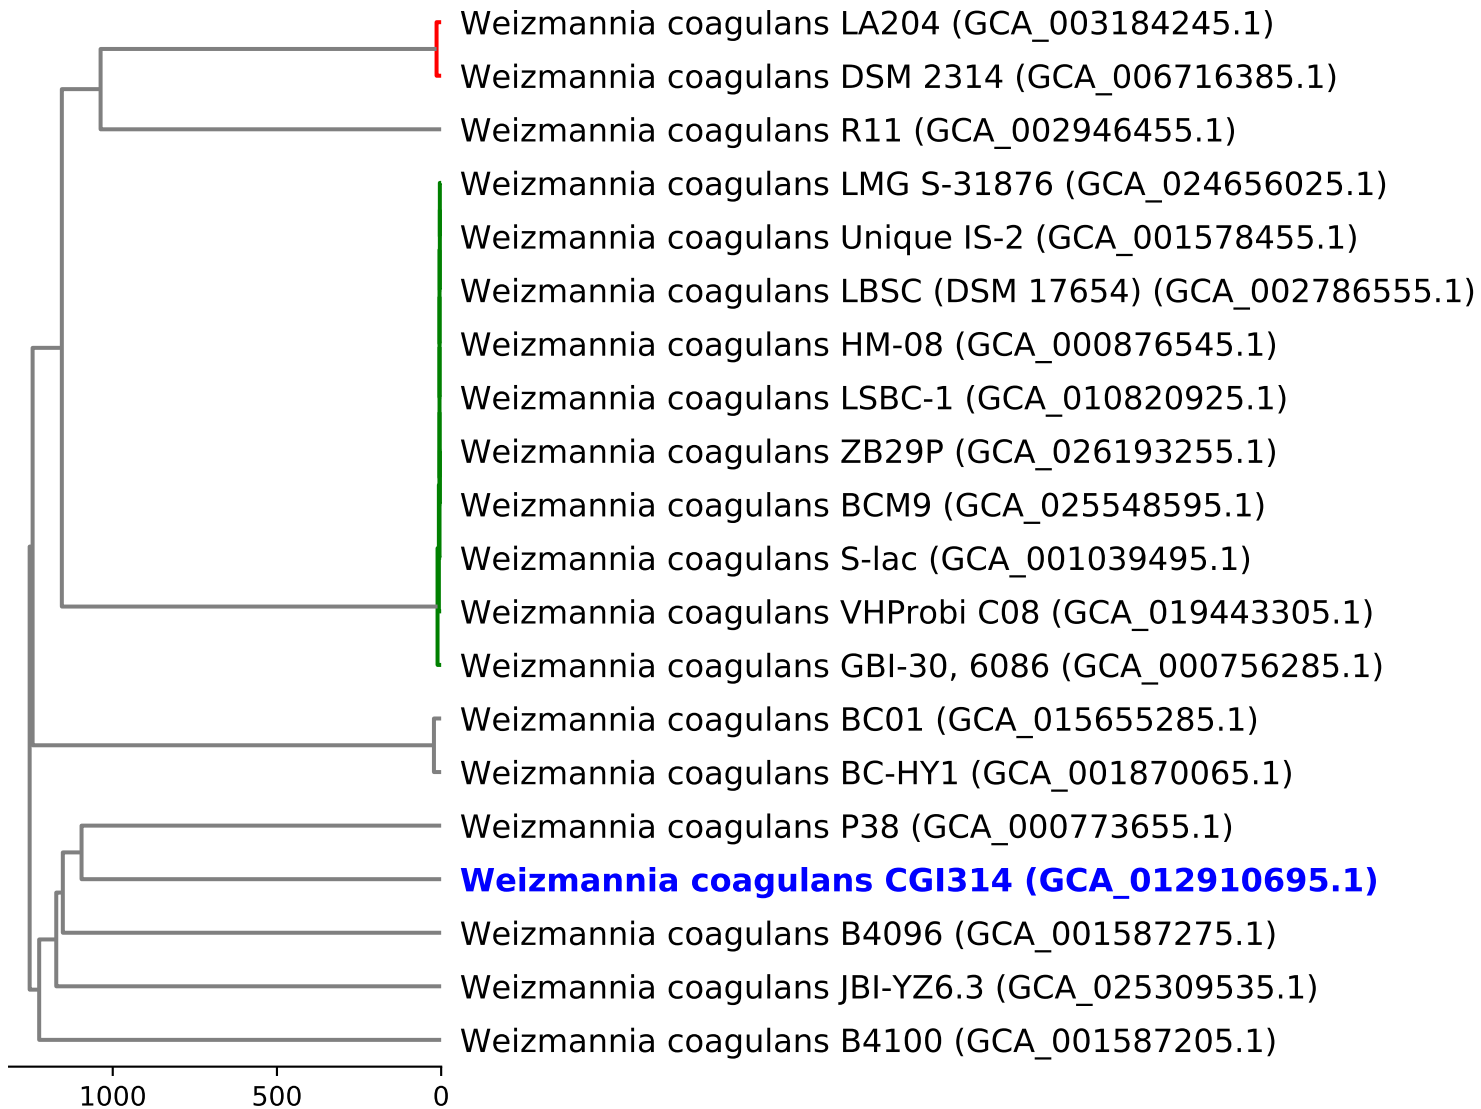 Weizmannia coagulans LA204 (GCA_003184245.1)
Weizmannia coagulans DSM 2314 (GCA_006716385.1)
Weizmannia coagulans R11 (GCA_002946455.1)
Weizmannia coagulans LMG S-31876 (GCA_024656025.1)
Weizmannia coagulans Unique IS-2 (GCA_001578455.1)
Weizmannia coagulans LBSC (DSM 17654) (GCA_002786555.1)
Weizmannia coagulans HM-08 (GCA_000876545.1)
Weizmannia coagulans LSBC-1 (GCA_010820925.1)
Weizmannia coagulans ZB29P (GCA_026193255.1)
Weizmannia coagulans BCM9 (GCA_025548595.1)
Weizmannia coagulans S-lac (GCA_001039495.1)
Weizmannia coagulans VHProbi C08 (GCA_019443305.1)
Weizmannia coagulans GBI-30, 6086 (GCA_000756285.1)
Weizmannia coagulans BC01 (GCA_015655285.1)
Weizmannia coagulans BC-HY1 (GCA_001870065.1)
Weizmannia coagulans P38 (GCA_000773655.1)
Weizmannia coagulans CGI314 (GCA_012910695.1)
Weizmannia coagulans B4096 (GCA_001587275.1)
Weizmannia coagulans JBI-YZ6.3 (GCA_025309535.1)
Weizmannia coagulans B4100 (GCA_001587205.1)
1000 500 0